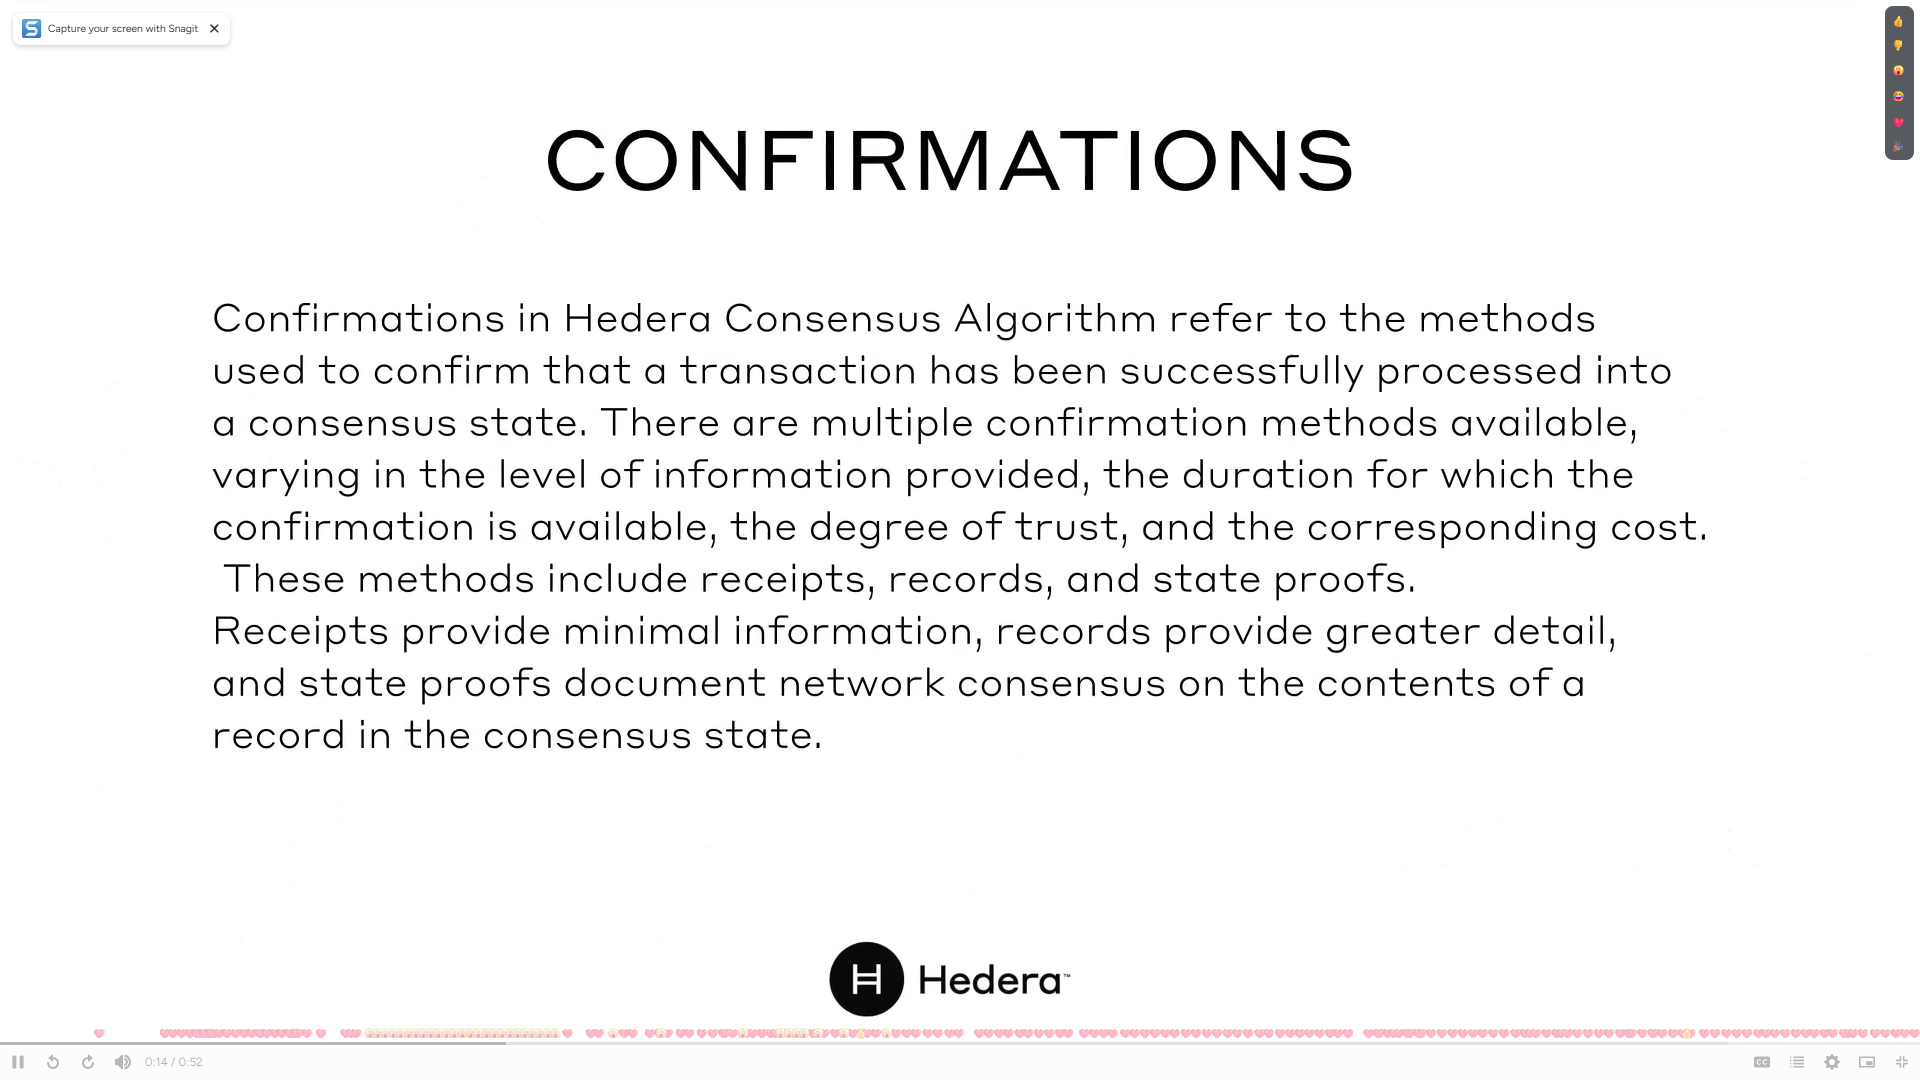 Capture your screen with Snagit
CONFIRMATIONS
Confirmations in Hedera Consensus Algorithm refer to the methods
used to confirm that a transaction has been successfully processed into
a consensus state. There are multiple confirmation methods available,
varying in the level of information provided, the duration for which the
confirmation is available, the degree of trust, and the corresponding cost.
These methods include receipts, records, and state proofs.
Receipts provide minimal information, records provide greater detail,
and state proofs document network consensus on the contents of a
record in the consensus state.
H Hedera™
0:14 / 0:52
CC